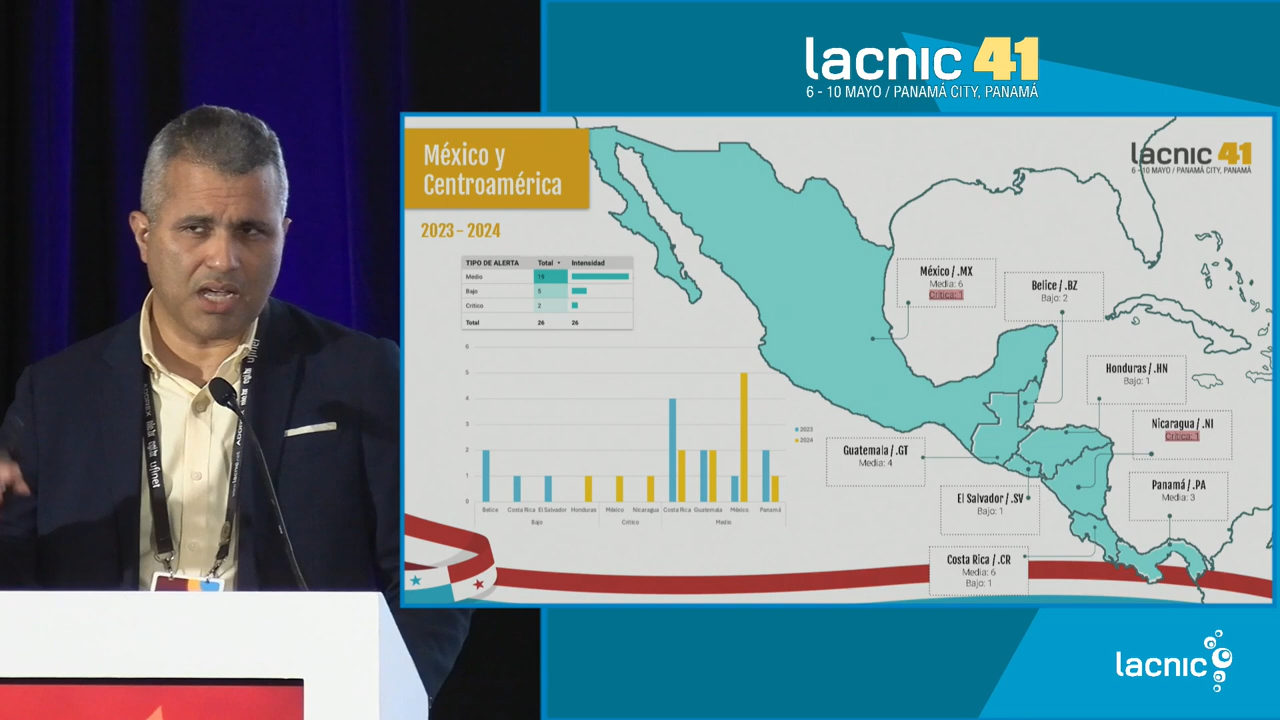 lacnic 41
6 - 10 MAYO / PANAMÁ CITY, PANAMÁ
México y
Centroamérica
lacnic 41
6 - 10 MAYO / PANAMÁ CITY, PANAMÁ
2023 - 2024
TIPO DE ALERTA Total Intensidad
Medio 19
Bajo 5
Crítico 2
Total 26 26
6
5
4
3
2
1
0
2023
2024
Belice Costa Rica El Salvador Honduras México Nicaragua Costa Rica Guatemala México Panamá
Bajo Crítico Medio
México / .MX
Media: 6
Belice / .BZ
Bajo: 2
Honduras / .HN
Bajo: 1
Nicaragua / .NI
Guatemala / .GT
Media: 4
El Salvador / .SV
Bajo: 1
Panamá / .PA
Media: 3
Costa Rica / .CR
Media: 6
Bajo: 1
ufinet
ufinet
lacnic